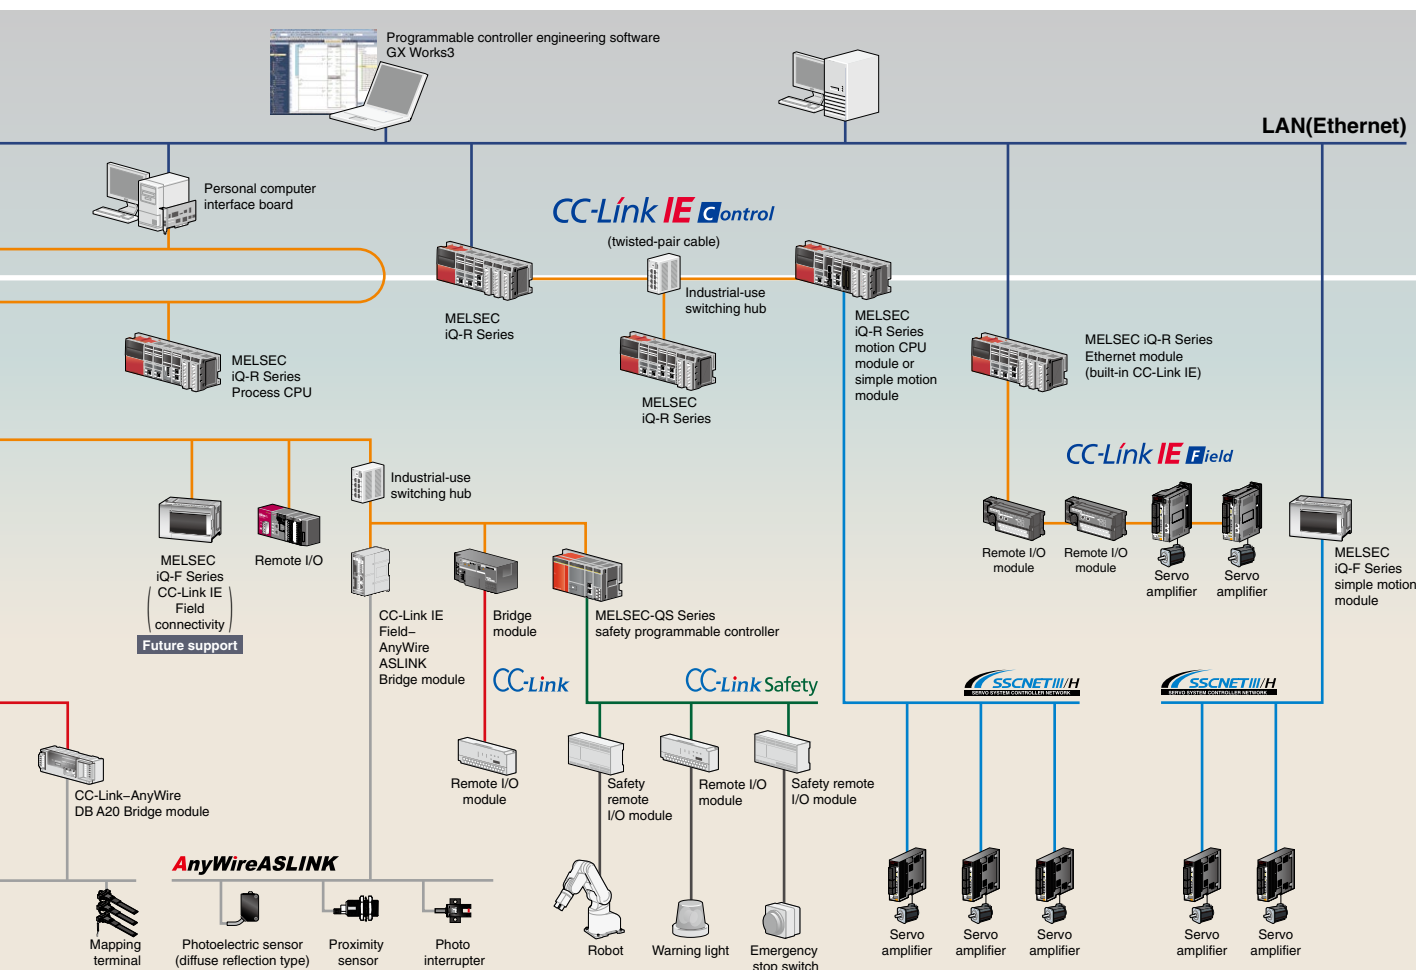 Programmable controller engineering software
GX Works3
LAN(Ethernet)
Personal computer
interface board
CC-Link IE Control
(twisted-pair cable)
Industrial-use
switching hub
MELSEC
iQ-R Series
MELSEC
iQ-R Series
motion CPU
module or
simple motion
module
MELSEC iQ-R Series
Ethernet module
(built-in CC-Link IE)
MELSEC
iQ-R Series
Process CPU
MELSEC
iQ-R Series
CC-Link IE Field
Industrial-use
switching hub
MELSEC
iQ-F Series
CC-Link IE
Field
connectivity
Future support
Remote I/O
Remote I/O
module
Remote I/O
module
Servo
amplifier
Servo
amplifier
MELSEC
iQ-F Series
simple motion
module
CC-Link IE
Field–
AnyWire
ASLINK
Bridge module
Bridge
module
MELSEC-QS Series
safety programmable controller
CC-Link
CC-Link Safety
SSCNETIII/H
SERVO SYSTEM CONTROLLER NETWORK
SSCNETIII/H
SERVO SYSTEM CONTROLLER NETWORK
CC-Link–AnyWire
DB A20 Bridge module
Remote I/O
module
Safety
remote
I/O module
Remote I/O
module
Safety remote
I/O module
AnyWireASLINK
Mapping
terminal
Photoelectric sensor
(diffuse reflection type)
Proximity
sensor
Photo
interrupter
Robot
Warning light
Emergency
stop switch
Servo
amplifier
Servo
amplifier
Servo
amplifier
Servo
amplifier
Servo
amplifier